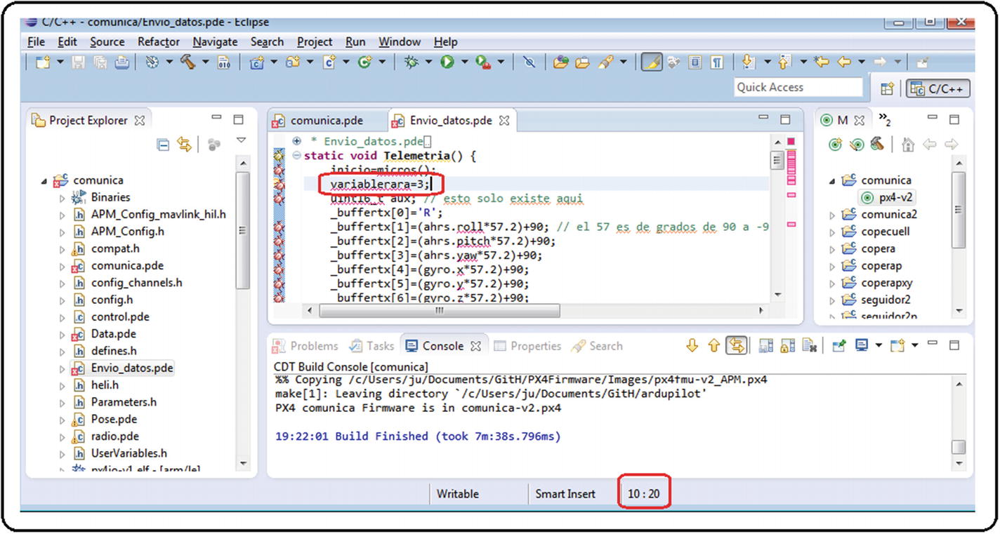 C/C++ - comunica/Envio_datos.pde - Eclipse
File Edit Source Refactor Navigate Search Project Run Window Help
Quick Access
C/C++
Project Explorer
comunica
Binaries
APM_Config_mavlink_hil.h
APM_Config.h
compat.h
comunica.pde
config_channels.h
config.h
control.pde
Data.pde
defines.h
Envio_datos.pde
heli.h
Parameters.h
Pose.pde
radio.pde
UserVariables.h
px4io-v1.elf - [arm/le]
comunica.pde Envio_datos.pde
* Envio_datos.pde
static void Telemetria() {
inicio=micros();
variablerara=3;
uint16_t aux; // esto solo existe aqui
_buffertx[0]='R';
_buffertx[1]=(ahrs.roll*57.2)+90; // el 57 es de grados de 90 a -9
_buffertx[2]=(ahrs.pitch*57.2)+90;
_buffertx[3]=(ahrs.yaw*57.2)+90;
_buffertx[4]=(gyro.x*57.2)+90;
_buffertx[5]=(gyro.y*57.2)+90;
_buffertx[6]=(gyro.z*57.2)+90;
M
»2
comunica
px4-v2
comunica2
copecuell
copera
coperap
coperapxy
seguidor2
seguidor2p
Problems Tasks Console Properties Search
CDT Build Console [comunica]
%% Copying /c/Users/ju/Documents/GitH/PX4Firmware/Images/px4fmu-v2_APM.px4
make[1]: Leaving directory `/c/Users/ju/Documents/GitH/ardupilot'
PX4 comunica Firmware is in comunica-v2.px4
19:22:01 Build Finished (took 7m:38s.796ms)
Writable Smart Insert 10 : 20